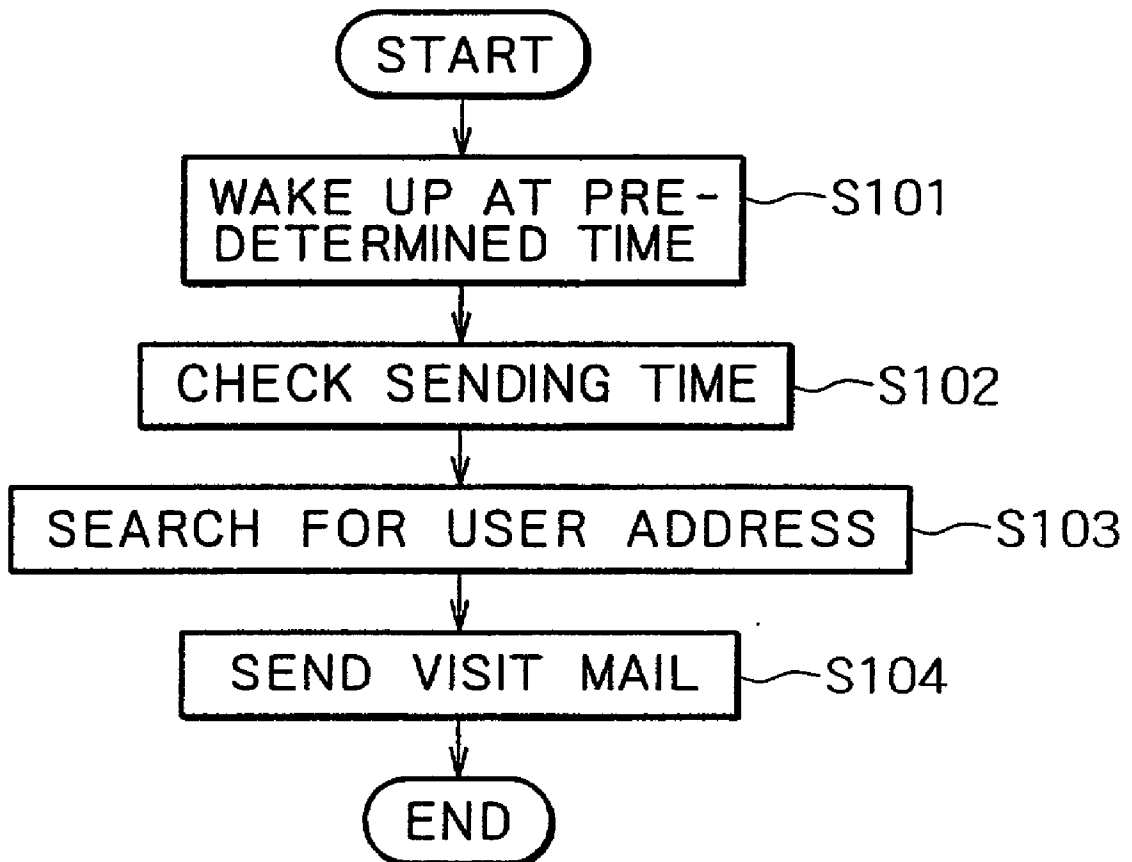 START
WAKE UP AT PRE-
DETERMINED TIME
S101
CHECK SENDING TIME
S102
SEARCH FOR USER ADDRESS
S103
SEND VISIT MAIL
S104
END